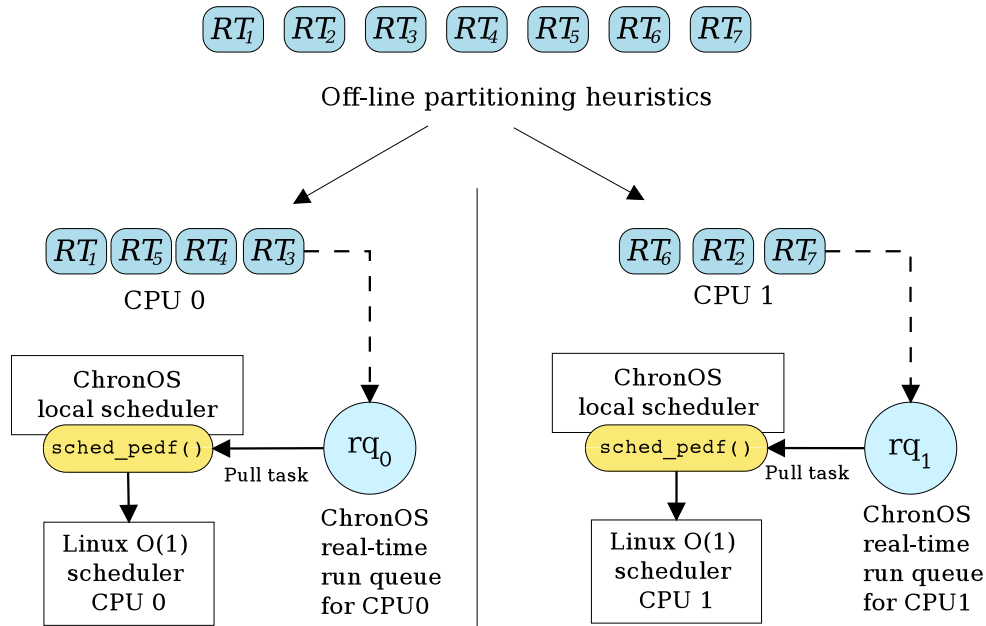 RT1 RT2 RT3 RT4 RT5 RT6 RT7
Off-line partitioning heuristics
RT1 RT5 RT4 RT3
CPU 0
ChronOS
local scheduler
sched_pedf()
Pull task
rq0
Linux O(1)
scheduler
CPU 0
ChronOS
real-time
run queue
for CPU0
RT6 RT2 RT7
CPU 1
ChronOS
local scheduler
sched_pedf()
Pull task
rq1
Linux O(1)
scheduler
CPU 1
ChronOS
real-time
run queue
for CPU1